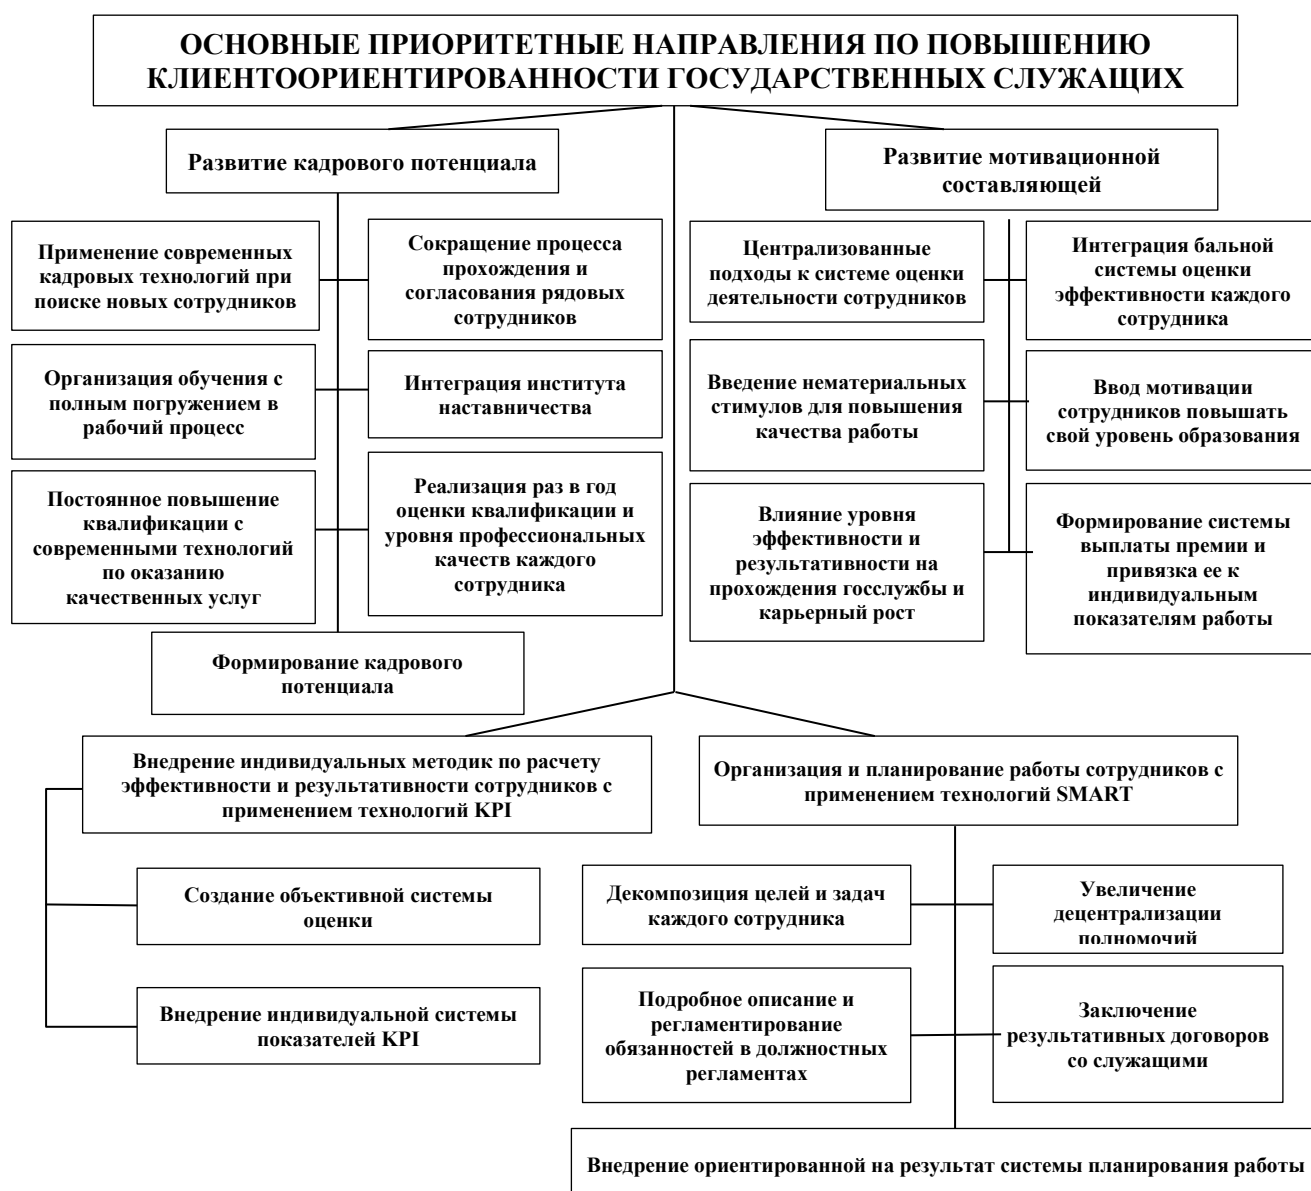 ОСНОВНЫЕ ПРИОРИТЕТНЫЕ НАПРАВЛЕНИЯ ПО ПОВЫШЕНИЮ
КЛИЕНТООРИЕНТИРОВАННОСТИ ГОСУДАРСТВЕННЫХ СЛУЖАЩИХ
Развитие кадрового потенциала
Применение современных
кадровых технологий при
поиске новых сотрудников
Сокращение процесса
прохождения и
согласования рядовых
сотрудников
Организация обучения с
полным погружением в
рабочий процесс
Интеграция института
наставничества
Постоянное повышение
квалификации с
современными технологий
по оказанию
качественных услуг
Реализация раз в год
оценки квалификации и
уровня профессиональных
качеств каждого
сотрудника
Формирование кадрового
потенциала
Развитие мотивационной
составляющей
Централизованные
подходы к системе оценки
деятельности сотрудников
Интеграция бальной
системы оценки
эффективности каждого
сотрудника
Введение нематериальных
стимулов для повышения
качества работы
Ввод мотивации
сотрудников повышать
свой уровень образования
Влияние уровня
эффективности и
результативности на
прохождения госслужбы и
карьерный рост
Формирование системы
выплаты премии и
привязка ее к
индивидуальным
показателям работы
Внедрение индивидуальных методик по расчету
эффективности и результативности сотрудников с
применением технологий KPI
Создание объективной системы
оценки
Внедрение индивидуальной системы
показателей KPI
Организация и планирование работы сотрудников с
применением технологий SMART
Декомпозиция целей и задач
каждого сотрудника
Увеличение
децентрализации
полномочий
Подробное описание и
регламентирование
обязанностей в должностных
регламентах
Заключение
результативных договоров
со служащими
Внедрение ориентированной на результат системы планирования работы